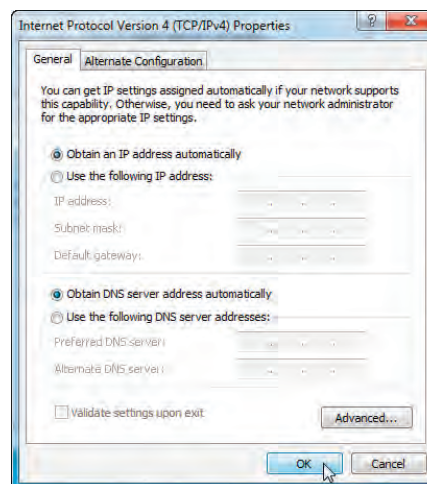 Internet Protocol Version 4 (TCP/IPv4) Properties
General
Alternate Configuration
You can get IP settings assigned automatically if your network supports
this capability. Otherwise, you need to ask your network administrator
for the appropriate IP settings.
Obtain an IP address automatically
Use the following IP address:
IP address:
Subnet mask:
Default gateway:
Obtain DNS server address automatically
Use the following DNS server addresses:
Preferred DNS server:
Alternate DNS server:
Validate settings upon exit
Advanced...
OK
Cancel